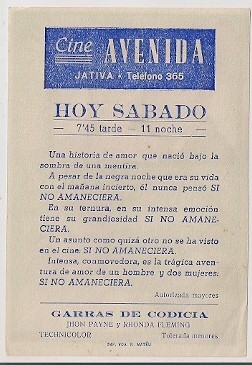 Cine AVENIDA
JATIVA • Teléfono 365
HOY SABADO
— 7'45 tarde — 11 noche —
Una historia de amor que nació bajo la
sombra de una mentira.
A pesar de la negra noche que era su vida
con el mañana incierto, él nunca pensó SI
NO AMANECIERA.
En su ternura, en su intensa emoción
tiene su grandiosidad SI NO AMANE-
CIERA.
Un asunto como quizá otro no se ha visto
en el cine: SI NO AMANECIERA.
Intensa, conmovedora, es la trágica aven-
tura de amor de un hombre y dos mujeres:
SI NO AMANECIERA.
Autorizada mayores
GARRAS DE CODICIA
JHON PAYNE y RHONDA FLEMING
TECHNICOLOR Tolerada menores